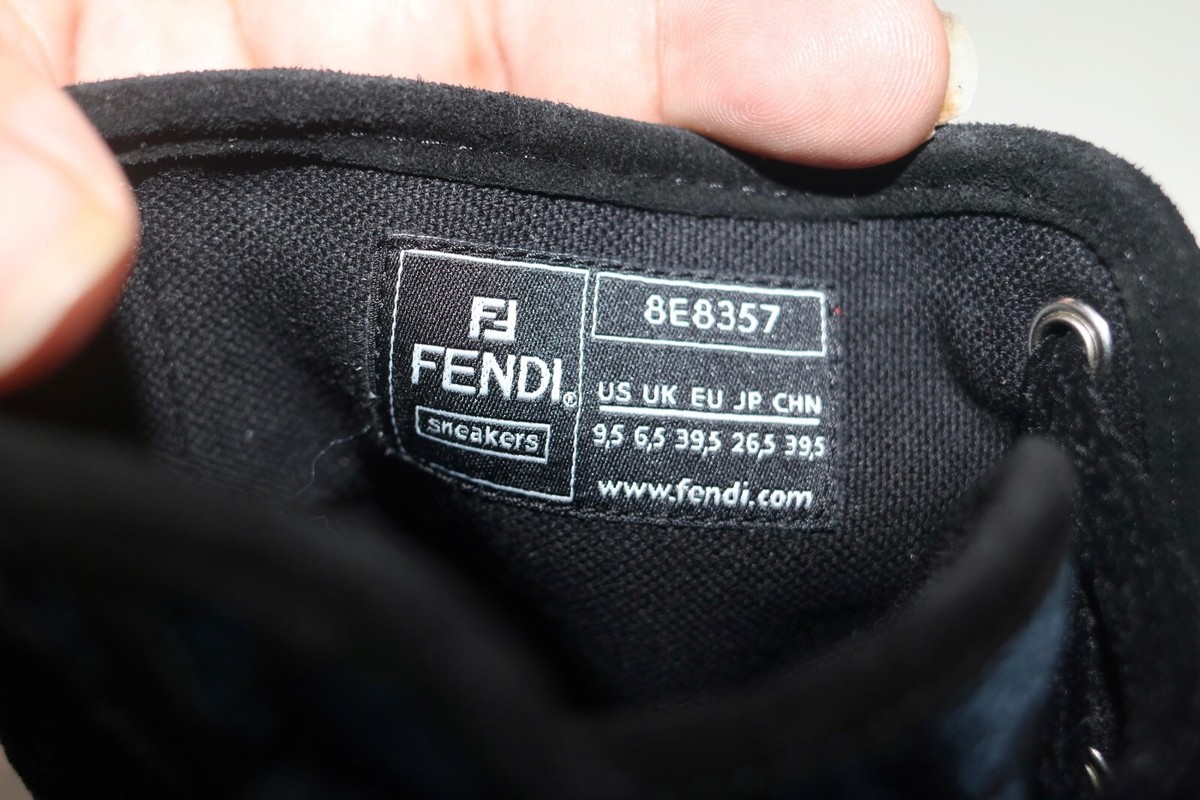 FENDI®
sneakers
8E8357
US UK EU JP CHN
9,5 6,5 39,5 26,5 39,5
www.fendi.com